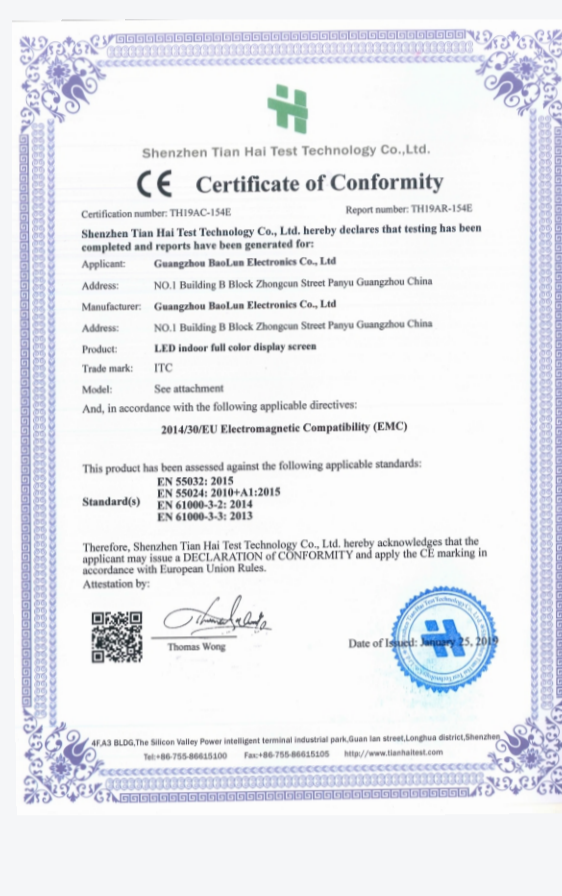 Shenzhen Tian Hai Test Technology Co.,Ltd.
CE Certificate of Conformity
Certification number: TH19AC-154E Report number: TH19AR-154E
Shenzhen Tian Hai Test Technology Co., Ltd. hereby declares that testing has been
completed and reports have been generated for:
Applicant: Guangzhou BaoLun Electronics Co., Ltd
Address: NO.1 Building B Block Zhongcun Street Panyu Guangzhou China
Manufacturer: Guangzhou BaoLun Electronics Co., Ltd
Address: NO.1 Building B Block Zhongcun Street Panyu Guangzhou China
Product: LED indoor full color display screen
Trade mark: ITC
Model: See attachment
And, in accordance with the following applicable directives:
2014/30/EU Electromagnetic Compatibility (EMC)
This product has been assessed against the following applicable standards:
EN 55032: 2015
EN 55024: 2010+A1:2015
Standard(s) EN 61000-3-2: 2014
EN 61000-3-3: 2013
Therefore, Shenzhen Tian Hai Test Technology Co., Ltd. hereby acknowledges that the
applicant may issue a DECLARATION of CONFORMITY and apply the CE marking in
accordance with European Union Rules.
Attestation by:
Thomas Wong
Date of Issued: January 25, 2019
4F,A3 BLDG,The Silicon Valley Power intelligent terminal industrial park,Guan lan street,Longhua district,Shenzhen
Tel:+86-755-86615100 Fax:+86-755-86615105 http://www.tianhaitest.com